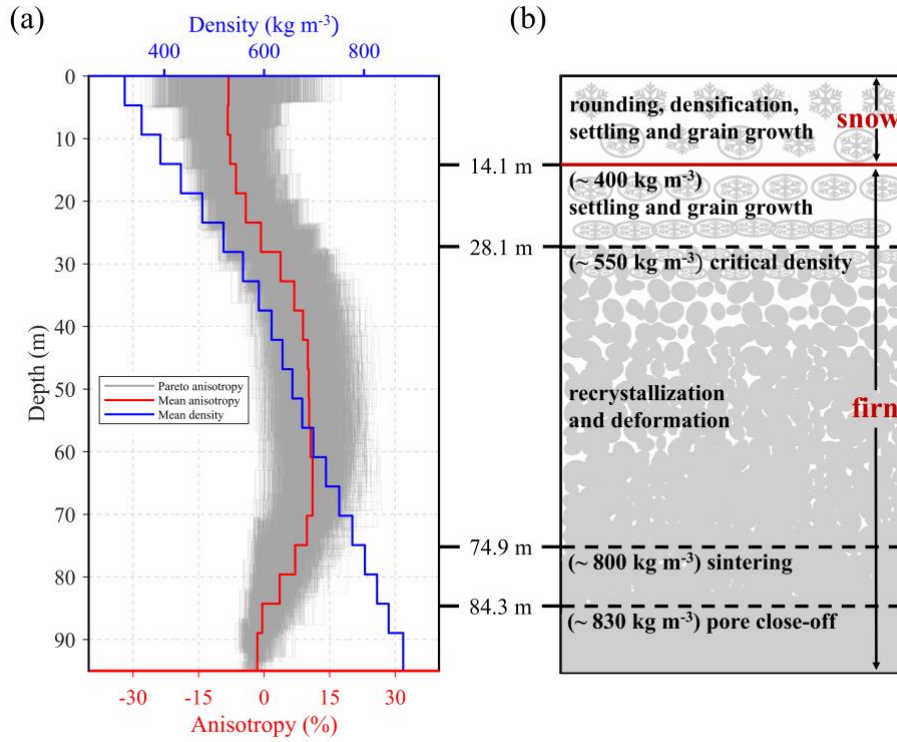 (a)
Density (kg m⁻³)
400 600 800
0
10
20
30
40
50
60
70
80
90
Depth (m)
Pareto anisotropy
Mean anisotropy
Mean density
-30 -15 0 15 30
Anisotropy (%)
(b)
rounding, densification,
settling and grain growth
snow
14.1 m
(~ 400 kg m⁻³)
settling and grain growth
28.1 m
(~ 550 kg m⁻³) critical density
recrystallization
and deformation
firn
74.9 m
(~ 800 kg m⁻³) sintering
84.3 m
(~ 830 kg m⁻³) pore close-off